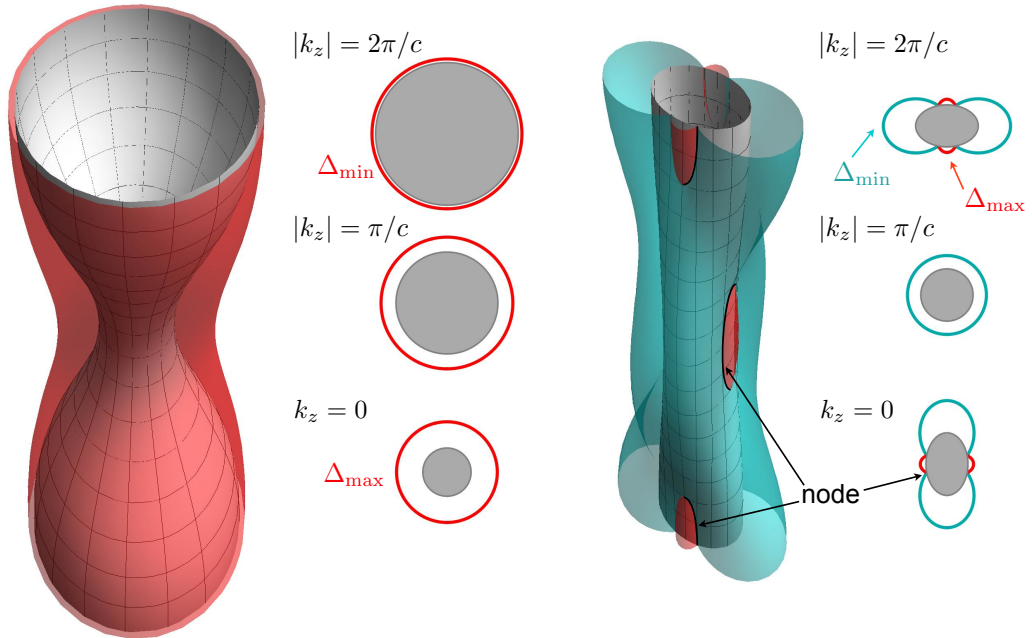 |k_z| = 2π/c
Δ_min
|k_z| = π/c
k_z = 0
Δ_max
|k_z| = 2π/c
Δ_min
Δ_max
|k_z| = π/c
k_z = 0
node